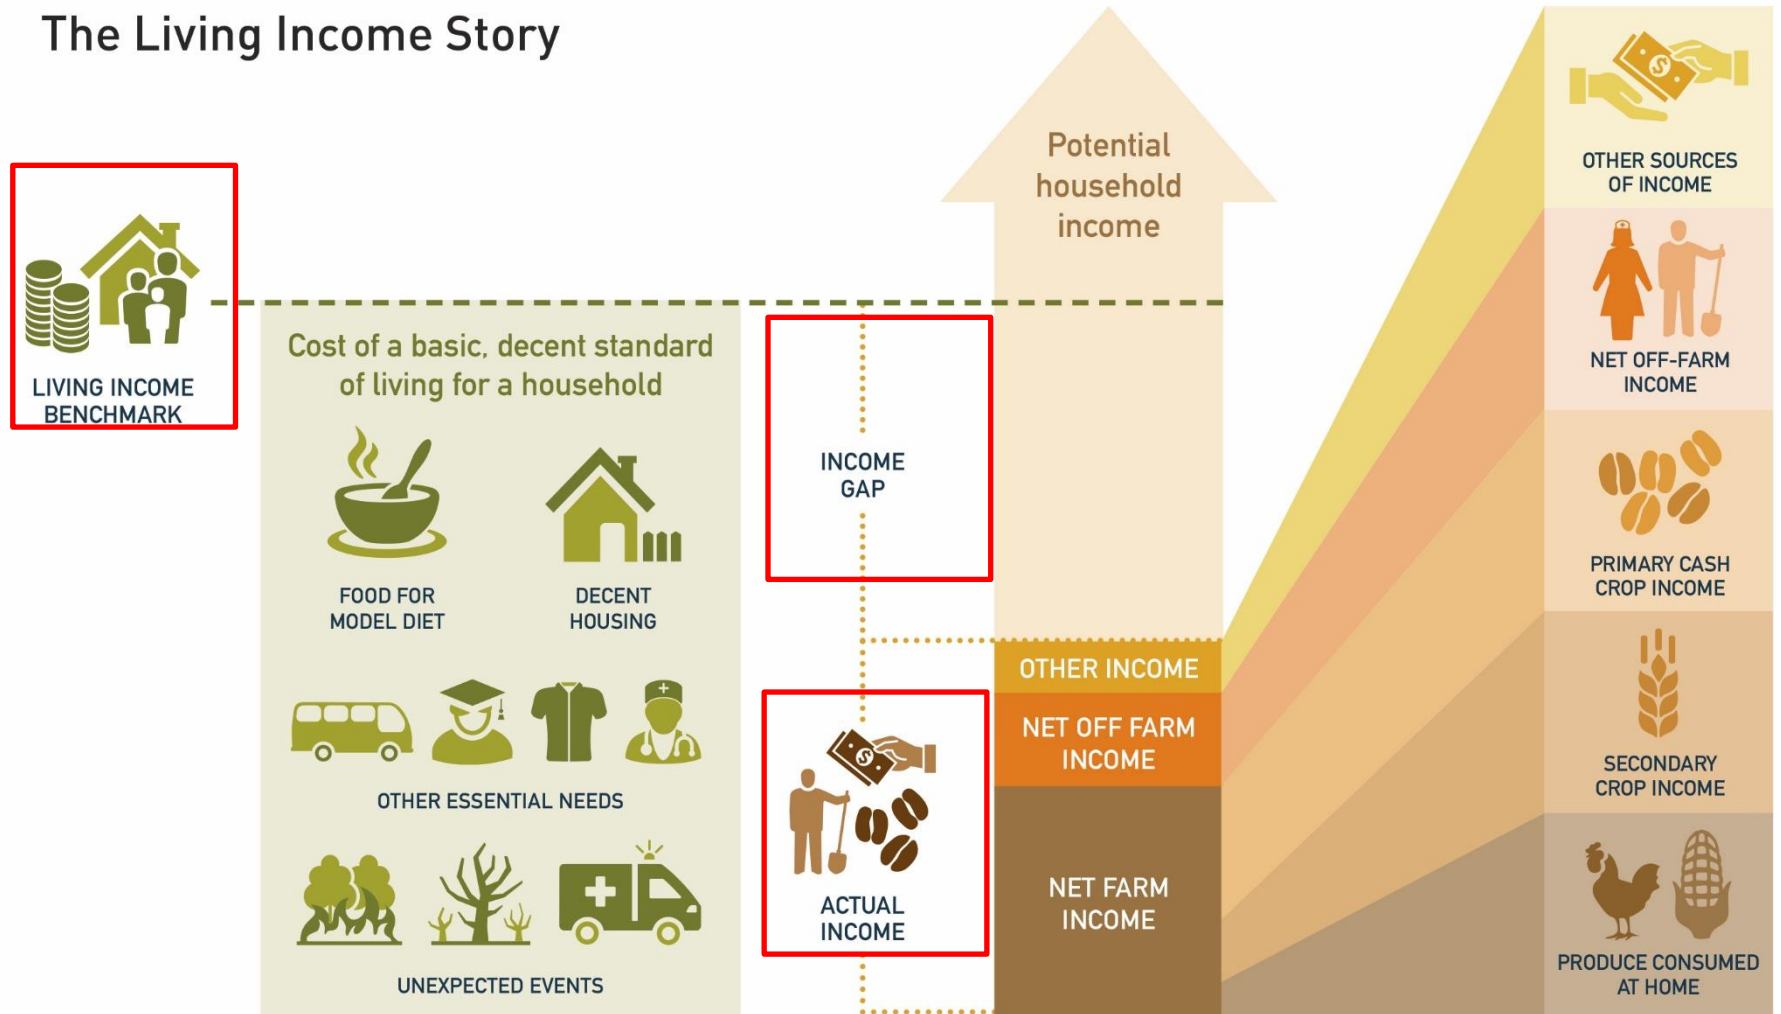 The Living Income Story
LIVING INCOME
BENCHMARK
Cost of a basic, decent standard
of living for a household
FOOD FOR
MODEL DIET
DECENT
HOUSING
OTHER ESSENTIAL NEEDS
UNEXPECTED EVENTS
INCOME
GAP
ACTUAL
INCOME
Potential
household
income
OTHER INCOME
NET OFF FARM
INCOME
NET FARM
INCOME
OTHER SOURCES
OF INCOME
NET OFF-FARM
INCOME
PRIMARY CASH
CROP INCOME
SECONDARY
CROP INCOME
PRODUCE CONSUMED
AT HOME